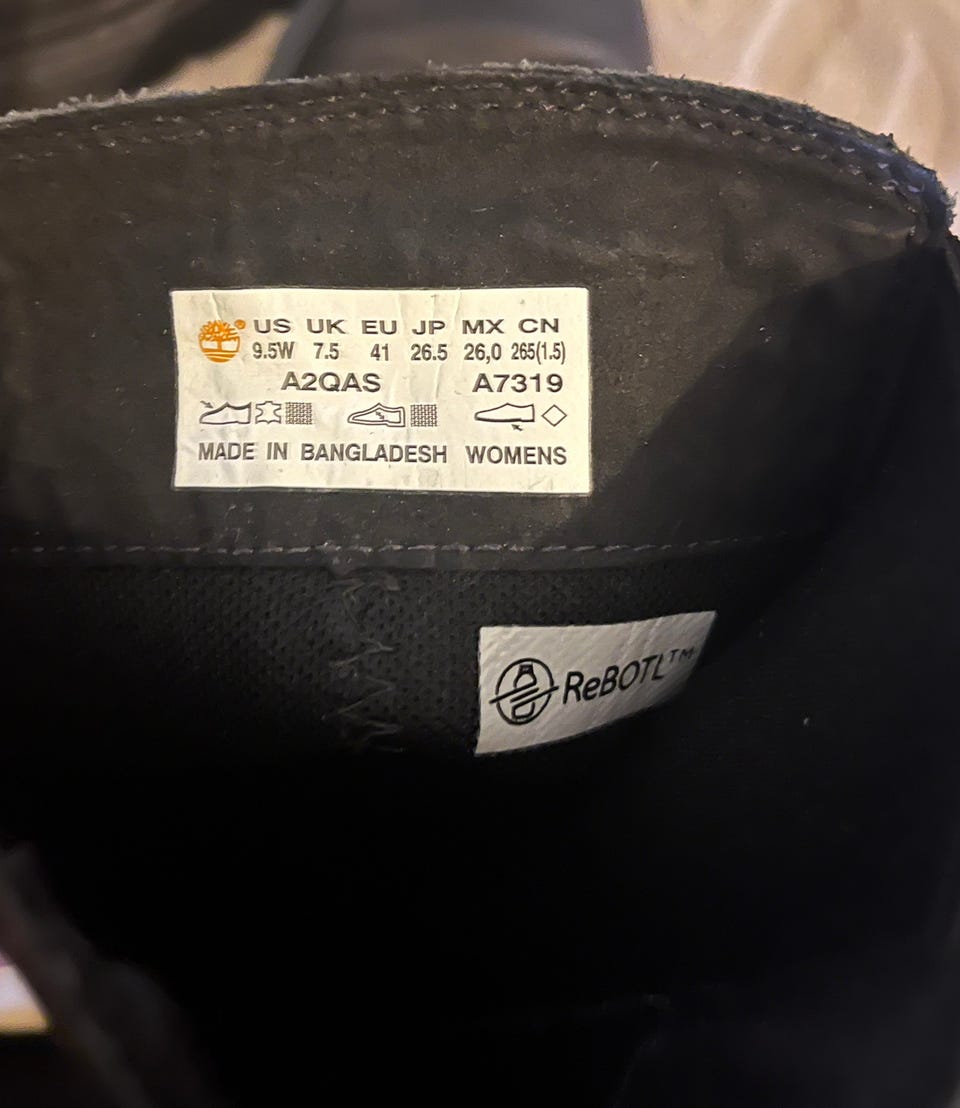 US UK EU JP MX CN
9.5W 7.5 41 26.5 26,0 265(1.5)
A2QAS A7319
MADE IN BANGLADESH WOMENS
ReBOTL™